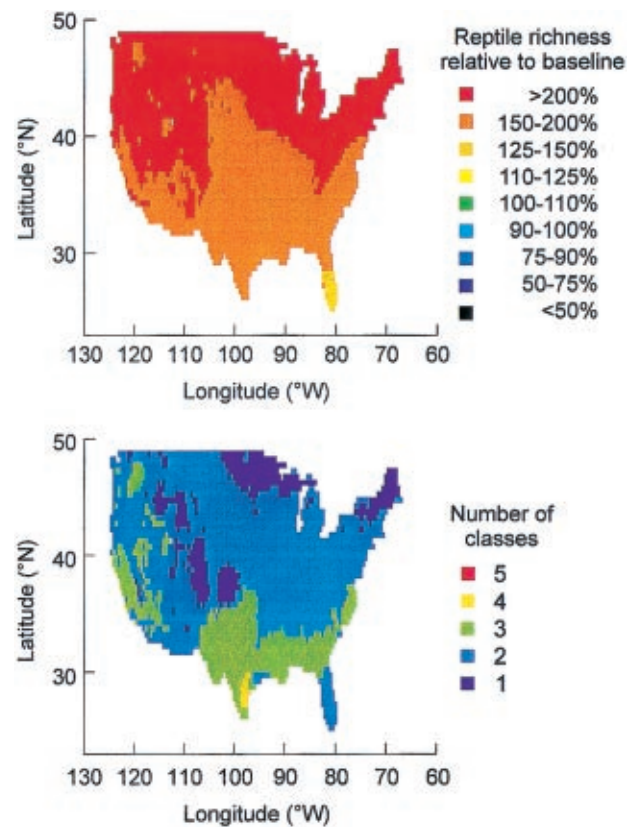 50
40
30
Latitude (°N)
130 120 110 100 90 80 70 60
Longitude (°W)
Reptile richness
relative to baseline
>200%
150-200%
125-150%
110-125%
100-110%
90-100%
75-90%
50-75%
<50%
50
40
30
Latitude (°N)
130 120 110 100 90 80 70 60
Longitude (°W)
Number of
classes
5
4
3
2
1